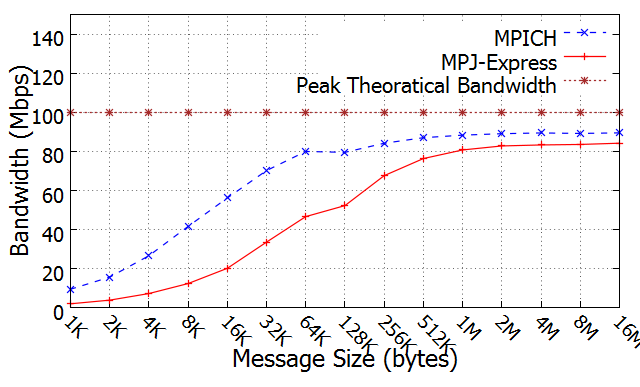 140
120
100
80
60
40
20
0
Bandwidth (Mbps)
MPICH
MPJ-Express
Peak Theoratical Bandwidth
1K 2K 4K 8K 16K 32K 64K 128K 256K 512K 1M 2M 4M 8M 16M
Message Size (bytes)